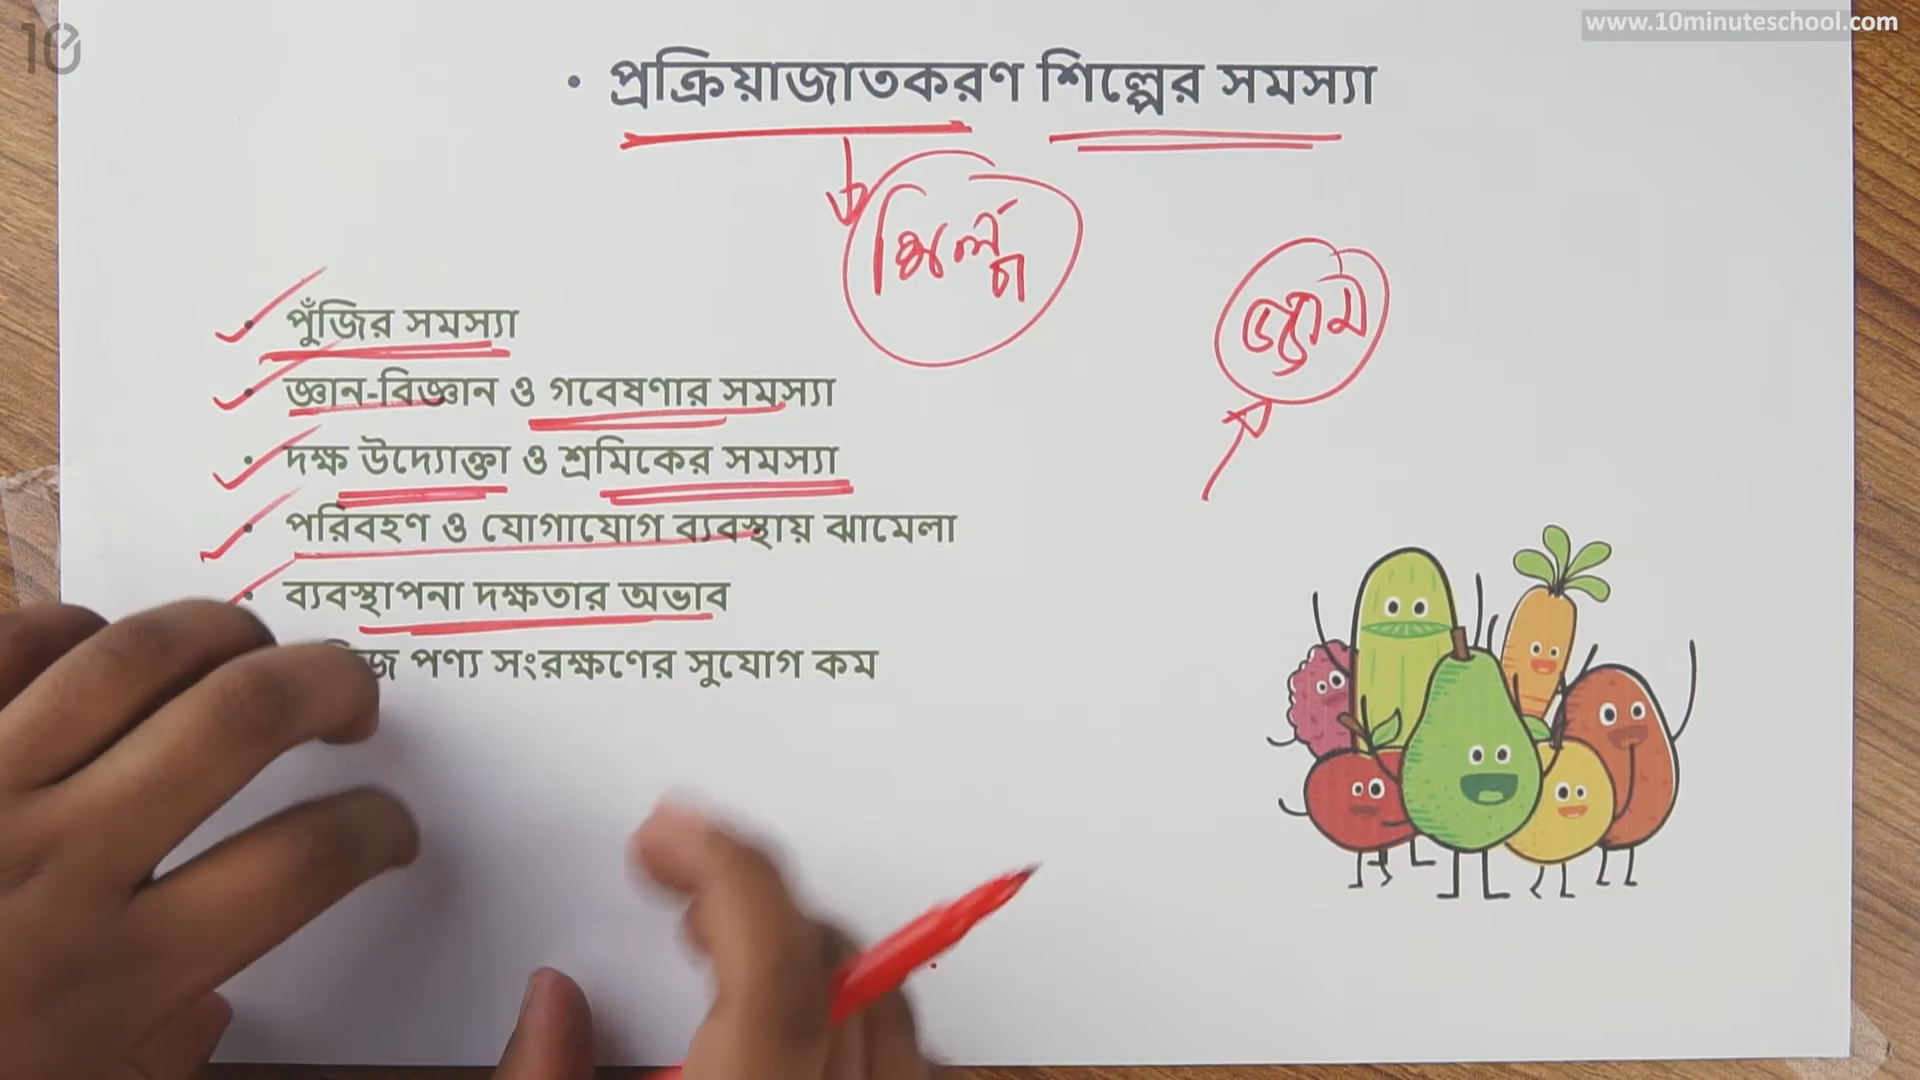 10
www.10minuteschool.com
• প্রক্রিয়াজাতকরণ শিল্পের সমস্যা
• পুঁজির সমস্যা
• জ্ঞান-বিজ্ঞান ও গবেষণার সমস্যা
• দক্ষ উদ্যোক্তা ও শ্রমিকের সমস্যা
• পরিবহণ ও যোগাযোগ ব্যবস্থায় ঝামেলা
• ব্যবস্থাপনা দক্ষতার অভাব
পণ্য সংরক্ষণের সুযোগ কম